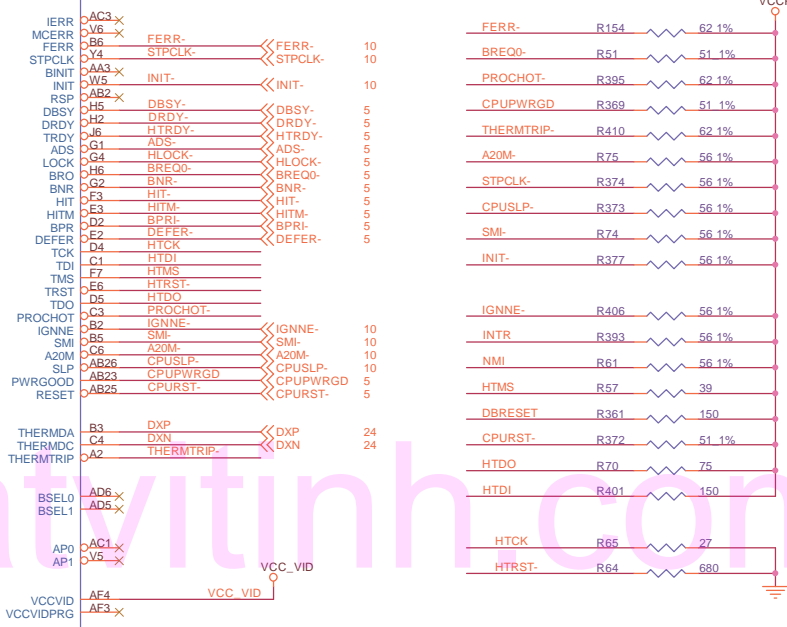 IERR AC3
MCERR V6
FERR B6 FERR- FERR- 10
STPCLK Y4 STPCLK- STPCLK- 10
BINIT AA3
INIT W5 INIT- INIT- 10
RSP AB2
DBSY H5 DBSY- DBSY- 5
DRDY H2 DRDY- DRDY- 5
TRDY J6 HTRDY- HTRDY- 5
ADS G1 ADS- ADS- 5
LOCK G4 HLOCK- HLOCK- 5
BRO H6 BREQ0- BREQ0- 5
BNR G2 BNR- BNR- 5
HIT F3 HIT- HIT- 5
HITM E3 HITM- HITM- 5
BPR D2 BPRI- BPRI- 5
DEFER E2 DEFER- DEFER- 5
TCK D4 HTCK
TDI C1 HTDI
TMS F7 HTMS
TRST E6 HTRST-
TDO D5 HTDO
PROCHOT C3 PROCHOT-
IGNNE B2 IGNNE- IGNNE- 10
SMI B5 SMI- SMI- 10
A20M C6 A20M- A20M- 10
SLP AB26 CPUSLP- CPUSLP- 10
PWRGOOD AB23 CPUPWRGD CPUPWRGD 5
RESET AB25 CPURST- CPURST- 5
THERMDA B3 DXP DXP 24
THERMDC C4 DXN DXN 24
THERMTRIP A2 THERMTRIP-
BSEL0 AD6
BSEL1 AD5
AP0 AC1
AP1 V5
VCC_VID
VCCVID AF4 VCC_VID
VCCVIDPRG AF3
FERR- R154 62 1%
BREQ0- R51 51_1%
PROCHOT- R395 62 1%
CPUPWRGD R369 51_1%
THERMTRIP- R410 62 1%
A20M- R75 56 1%
STPCLK- R374 56 1%
CPUSLP- R373 56 1%
SMI- R74 56 1%
INIT- R377 56 1%
IGNNE- R406 56 1%
INTR R393 56 1%
NMI R61 56 1%
HTMS R57 39
DBRESET R361 150
CPURST- R372 51_1%
HTDO R70 75
HTDI R401 150
HTCK R65 27
HTRST- R64 680